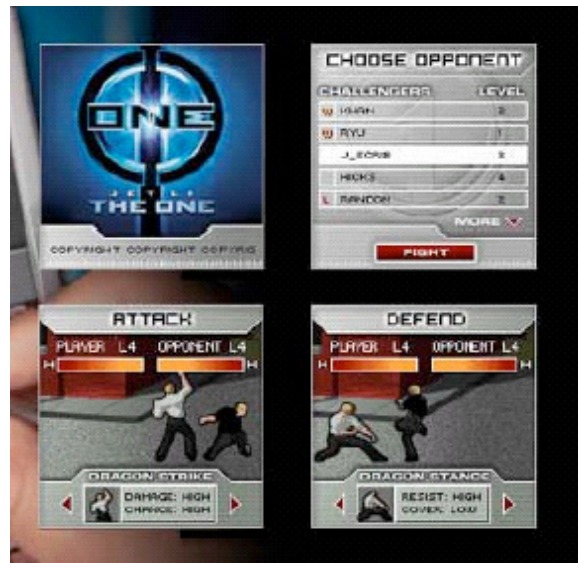 ONE
JET LI
THE ONE
COPYRIGHT COPYRIGHT COPYRIG
CHOOSE OPPONENT
CHALLENGERS LEVEL
W KHAN
W RYU 1
HICKS 4
L RANDOM 2
MORE
FIGHT
ATTACK
PLAYER L4 OPPONENT L4
H H
DRAGON STRIKE
DAMAGE: HIGH
CHANCE: HIGH
DEFEND
PLAYER L4 OPPONENT L4
H H
DRAGON STANCE
RESIST: HIGH
COVER: LOW